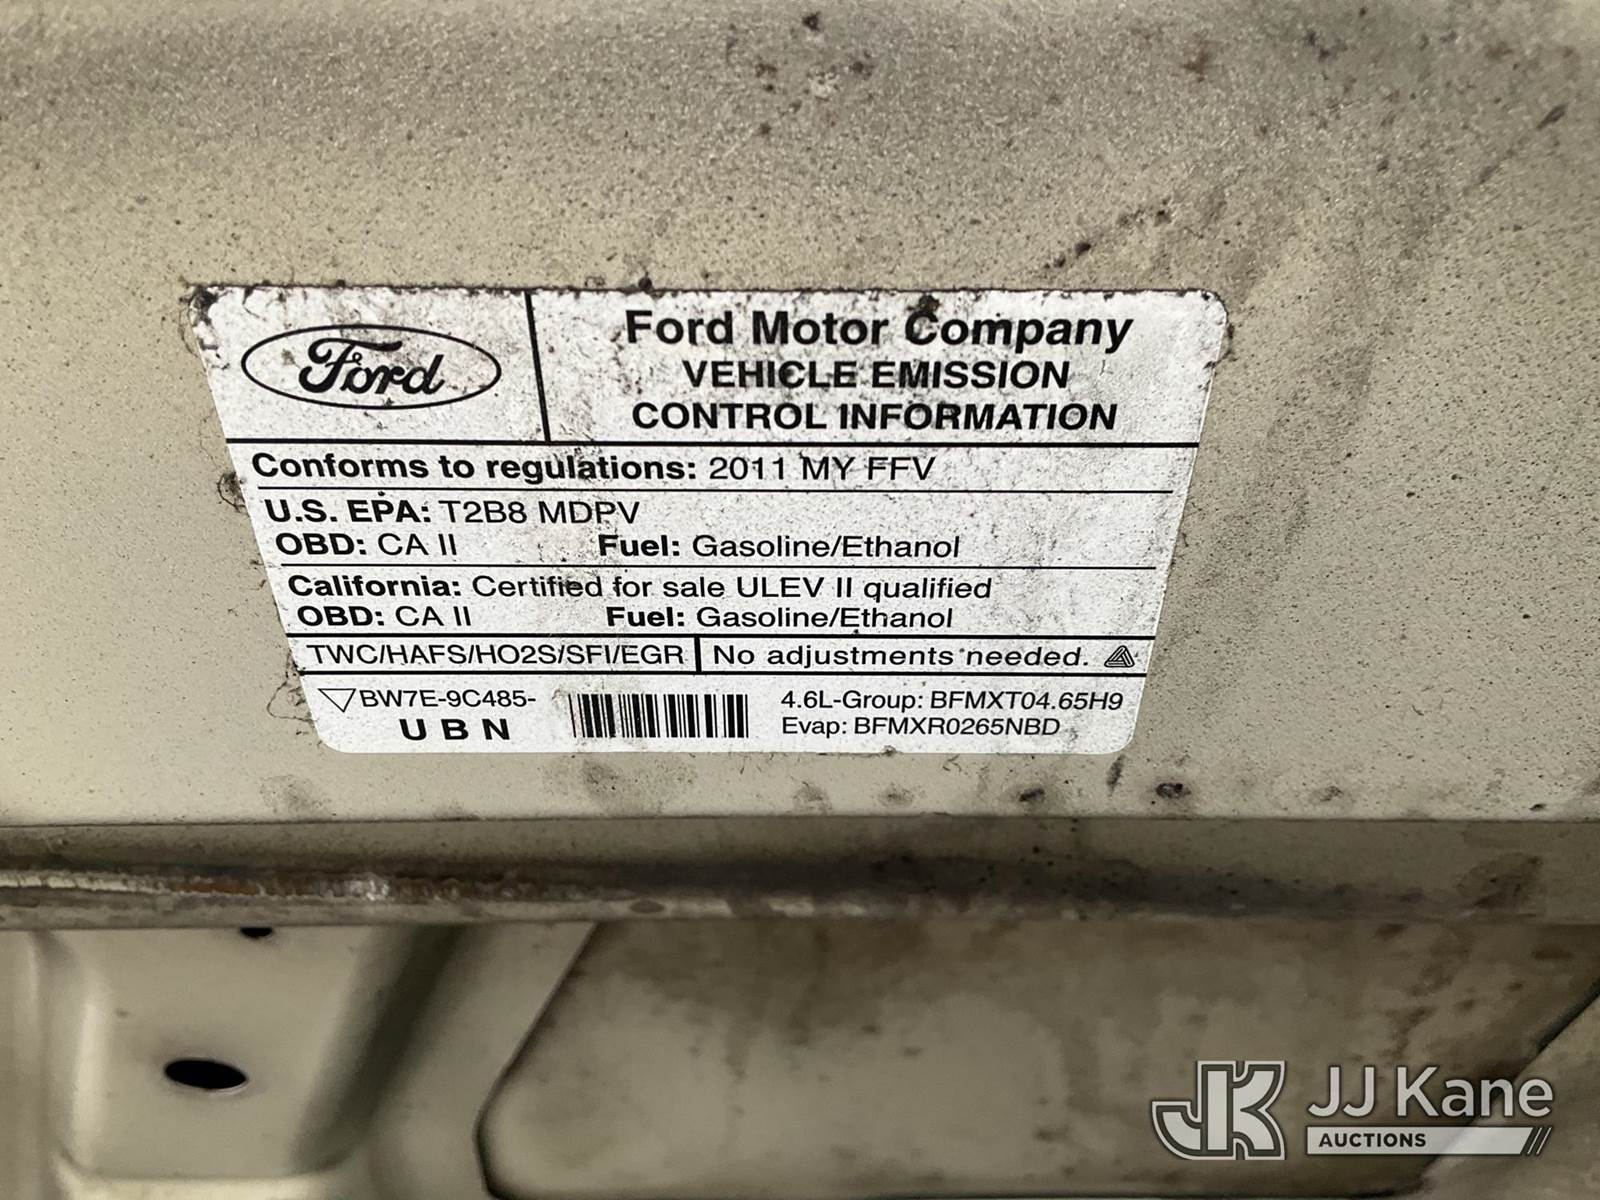 Ford
Ford Motor Company
VEHICLE EMISSION
CONTROL INFORMATION
Conforms to regulations: 2011 MY FFV
U.S. EPA: T2B8 MDPV
OBD: CA II Fuel: Gasoline/Ethanol
California: Certified for sale ULEV II qualified
OBD: CA II Fuel: Gasoline/Ethanol
TWC/HAFS/HO2S/SFI/EGR No adjustments needed.
BW7E-9C485-
U B N
4.6L-Group: BFMXT04.65H9
Evap: BFMXR0265NBD
JK JJ Kane
AUCTIONS